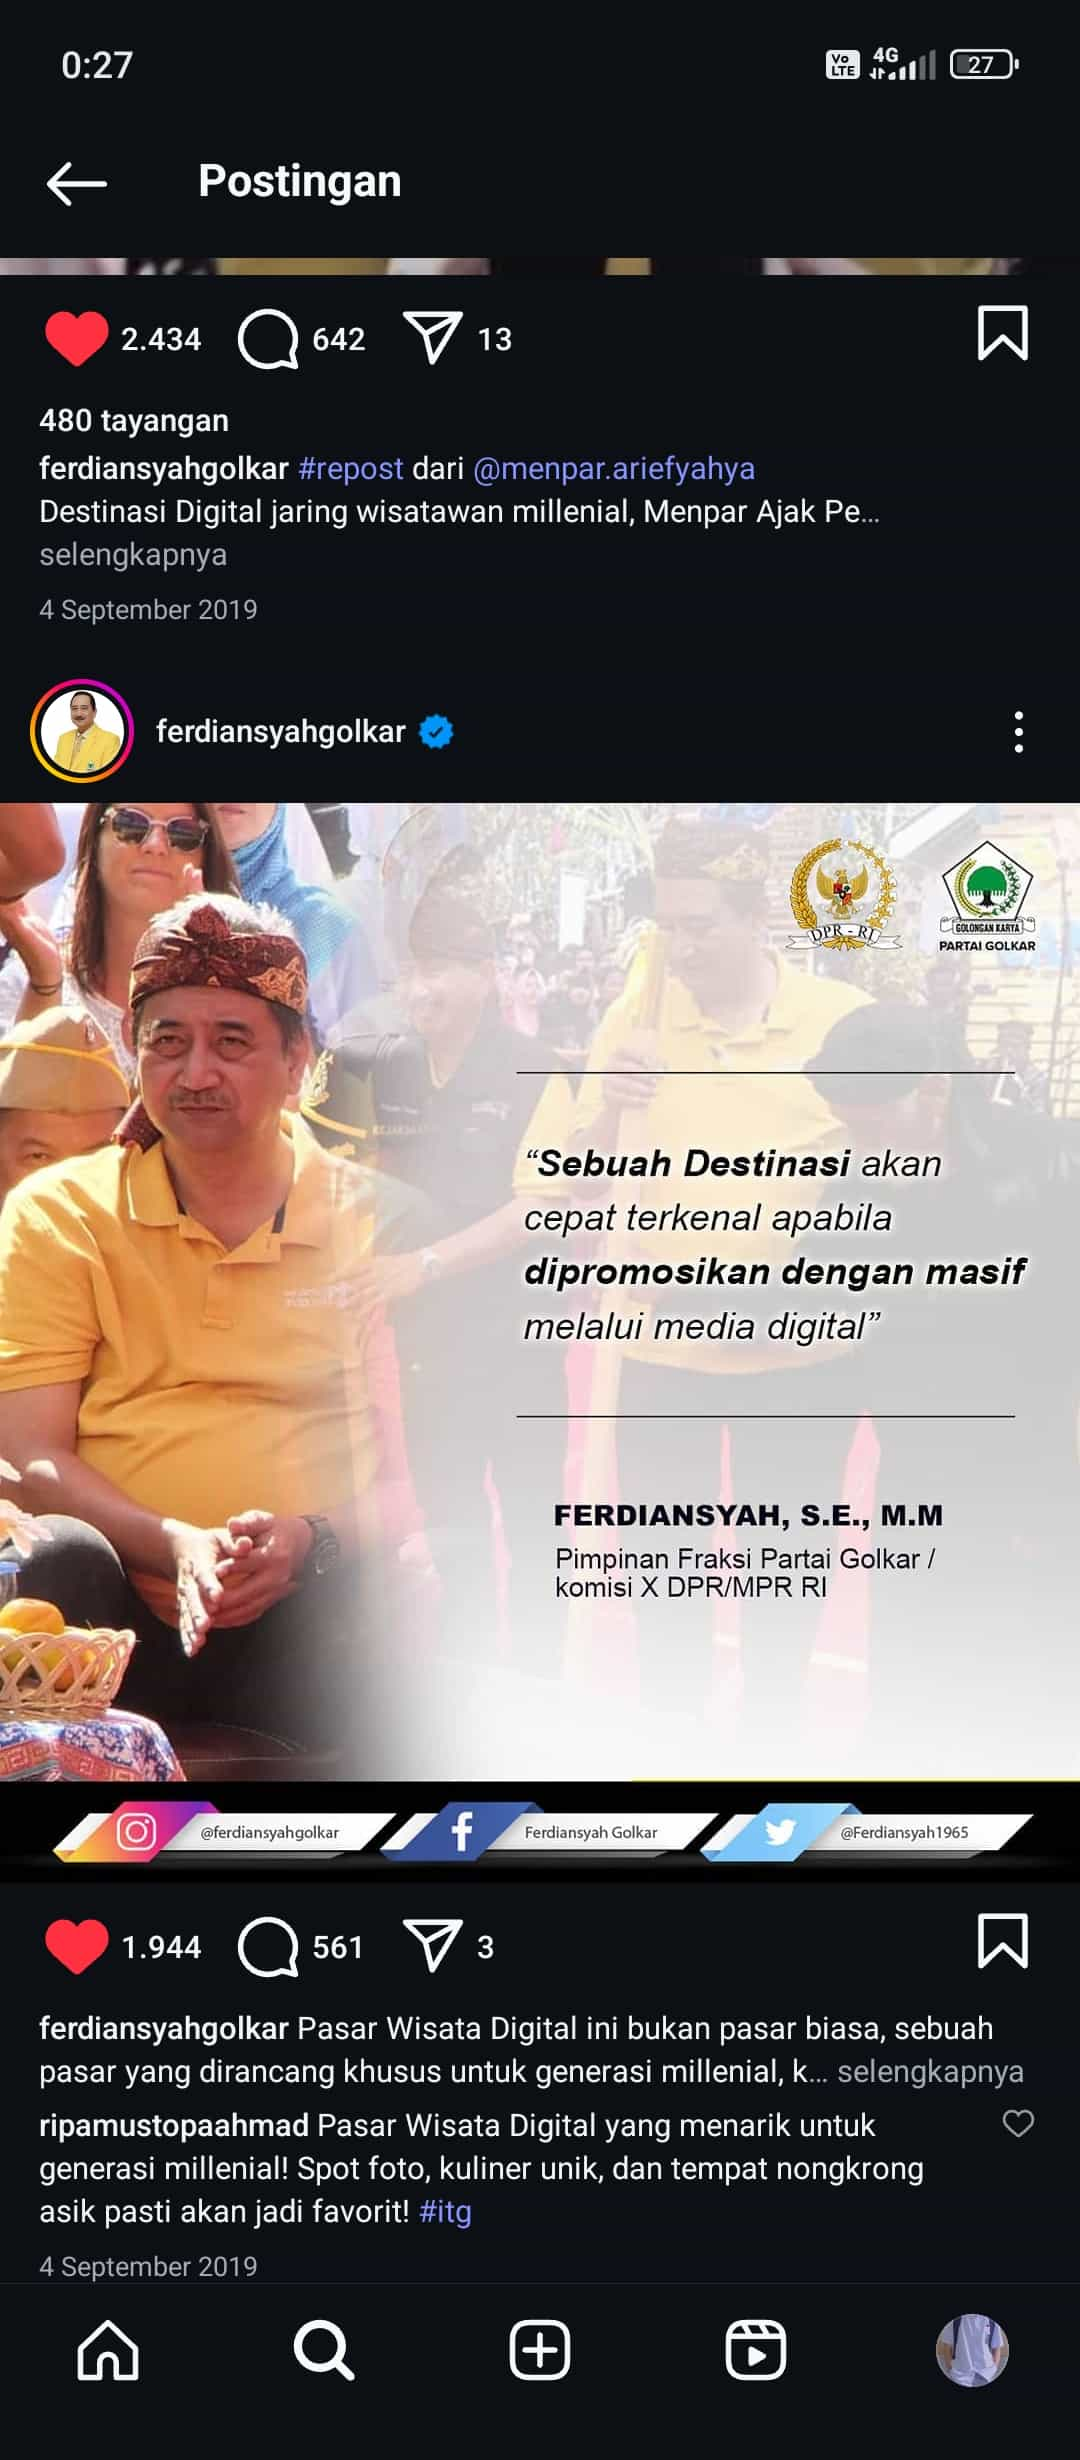 0:27
Vo LTE 4G 27
Postingan
2.434 642 13
480 tayangan
ferdiansyahgolkar #repost dari @menpar.ariefyahya
Destinasi Digital jaring wisatawan millenial, Menpar Ajak Pe...
selengkapnya
4 September 2019
ferdiansyahgolkar
DPR-RI
GOLONGAN KARYA
PARTAI GOLKAR
“Sebuah Destinasi akan
cepat terkenal apabila
dipromosikan dengan masif
melalui media digital”
FERDIANSYAH, S.E., M.M
Pimpinan Fraksi Partai Golkar /
komisi X DPR/MPR RI
@ferdiansyahgolkar Ferdiansyah Golkar @Ferdiansyah1965
1.944 561 3
ferdiansyahgolkar Pasar Wisata Digital ini bukan pasar biasa, sebuah
pasar yang dirancang khusus untuk generasi millenial, k... selengkapnya
ripamustopaahmad Pasar Wisata Digital yang menarik untuk
generasi millenial! Spot foto, kuliner unik, dan tempat nongkrong
asik pasti akan jadi favorit! #itg
4 September 2019